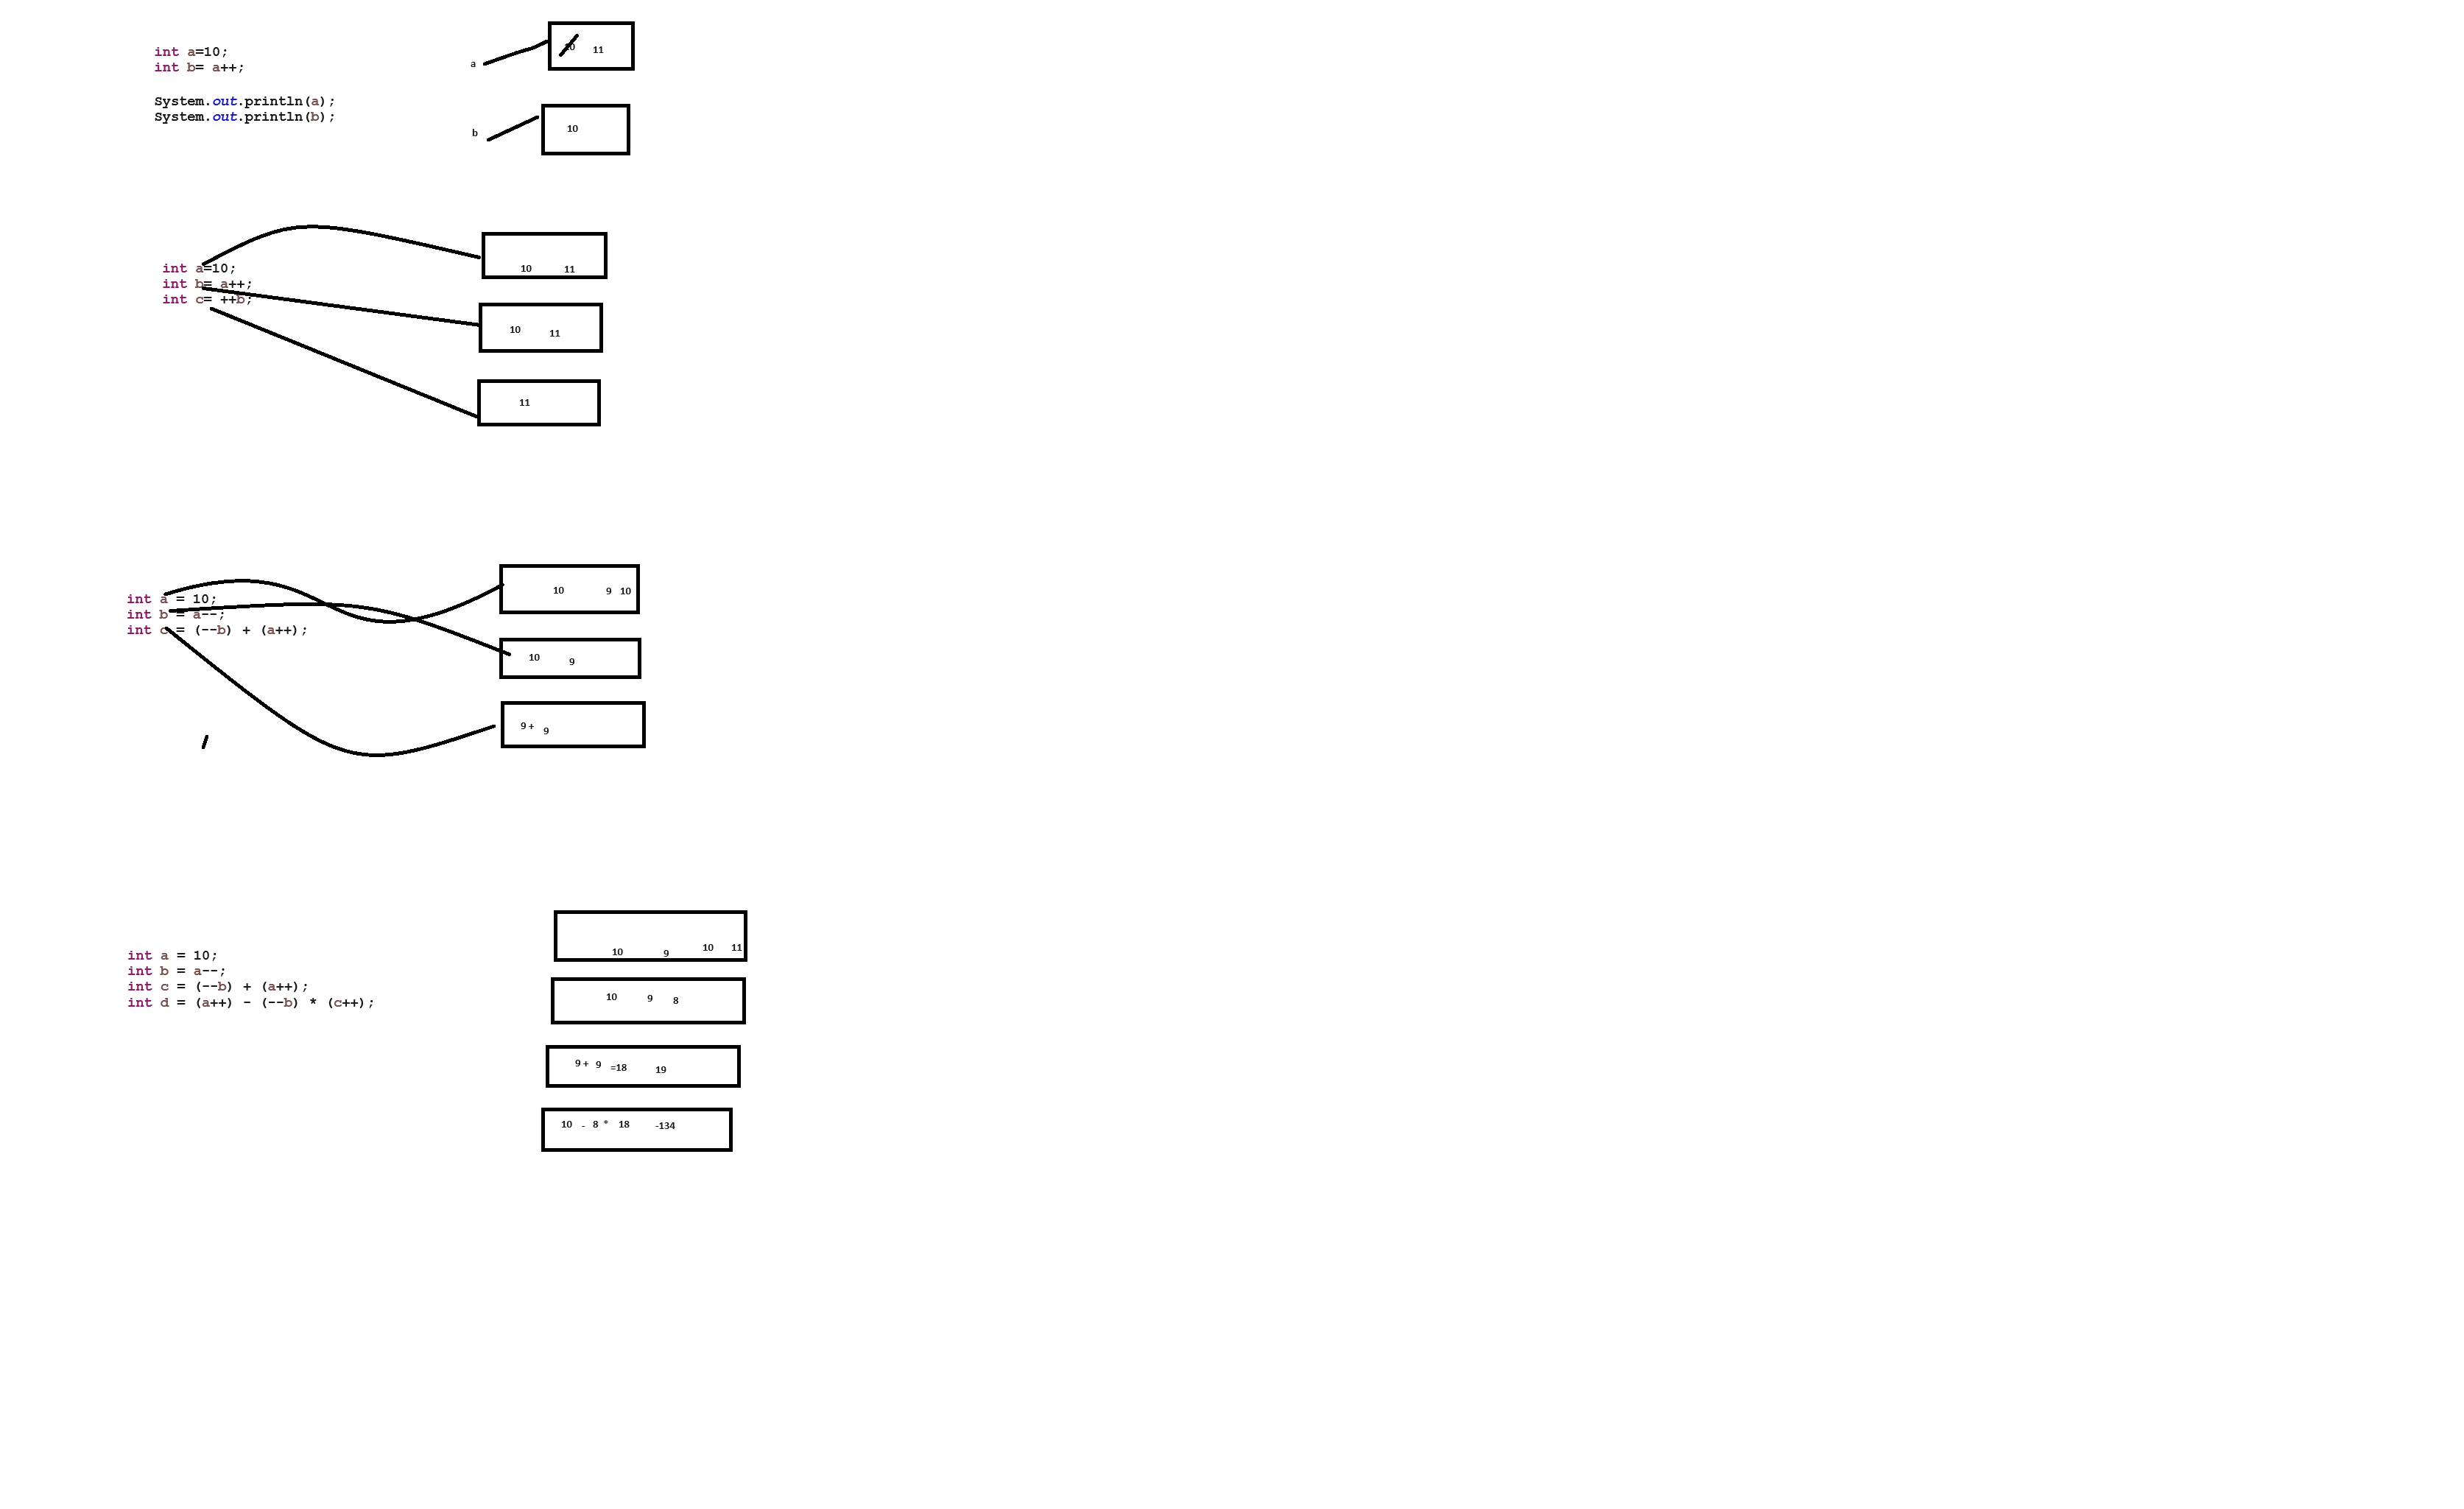 int a=10;
int b= a++;
System.out.println(a);
System.out.println(b);
a
10 11
b
10
int a=10;
int b= a++;
int c= ++b;
10 11
10 11
11
int a = 10;
int b = a--;
int c = (--b) + (a++);
10 9 10
10 9
9 + 9
int a = 10;
int b = a--;
int c = (--b) + (a++);
int d = (a++) - (--b) * (c++);
10 9 10 11
10 9 8
9 + 9 =18 19
10 - 8 * 18 -134